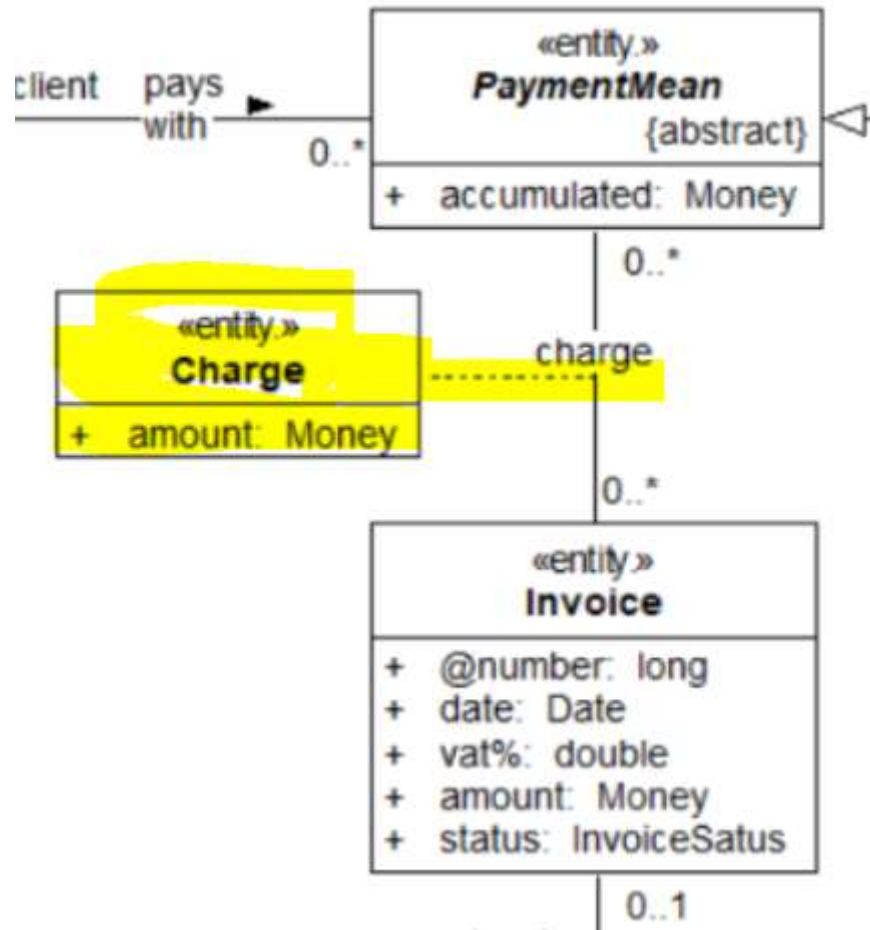 client pays
with
0..*
«entity.»
PaymentMean
{abstract}
+ accumulated: Money
0..*
charge
«entity.»
Charge
+ amount: Money
0..*
«entity.»
Invoice
+ @number: long
+ date: Date
+ vat%: double
+ amount: Money
+ status: InvoiceSatus
0..1